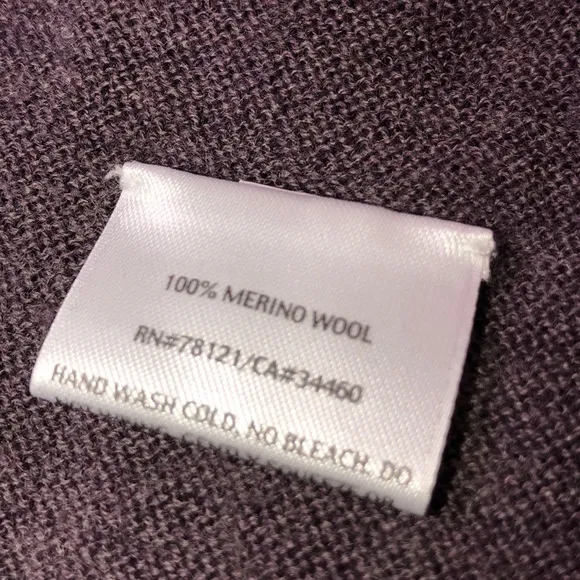 100% MERINO WOOL
RN#78121/CA#34460
HAND WASH COLD, NO BLEACH, DO